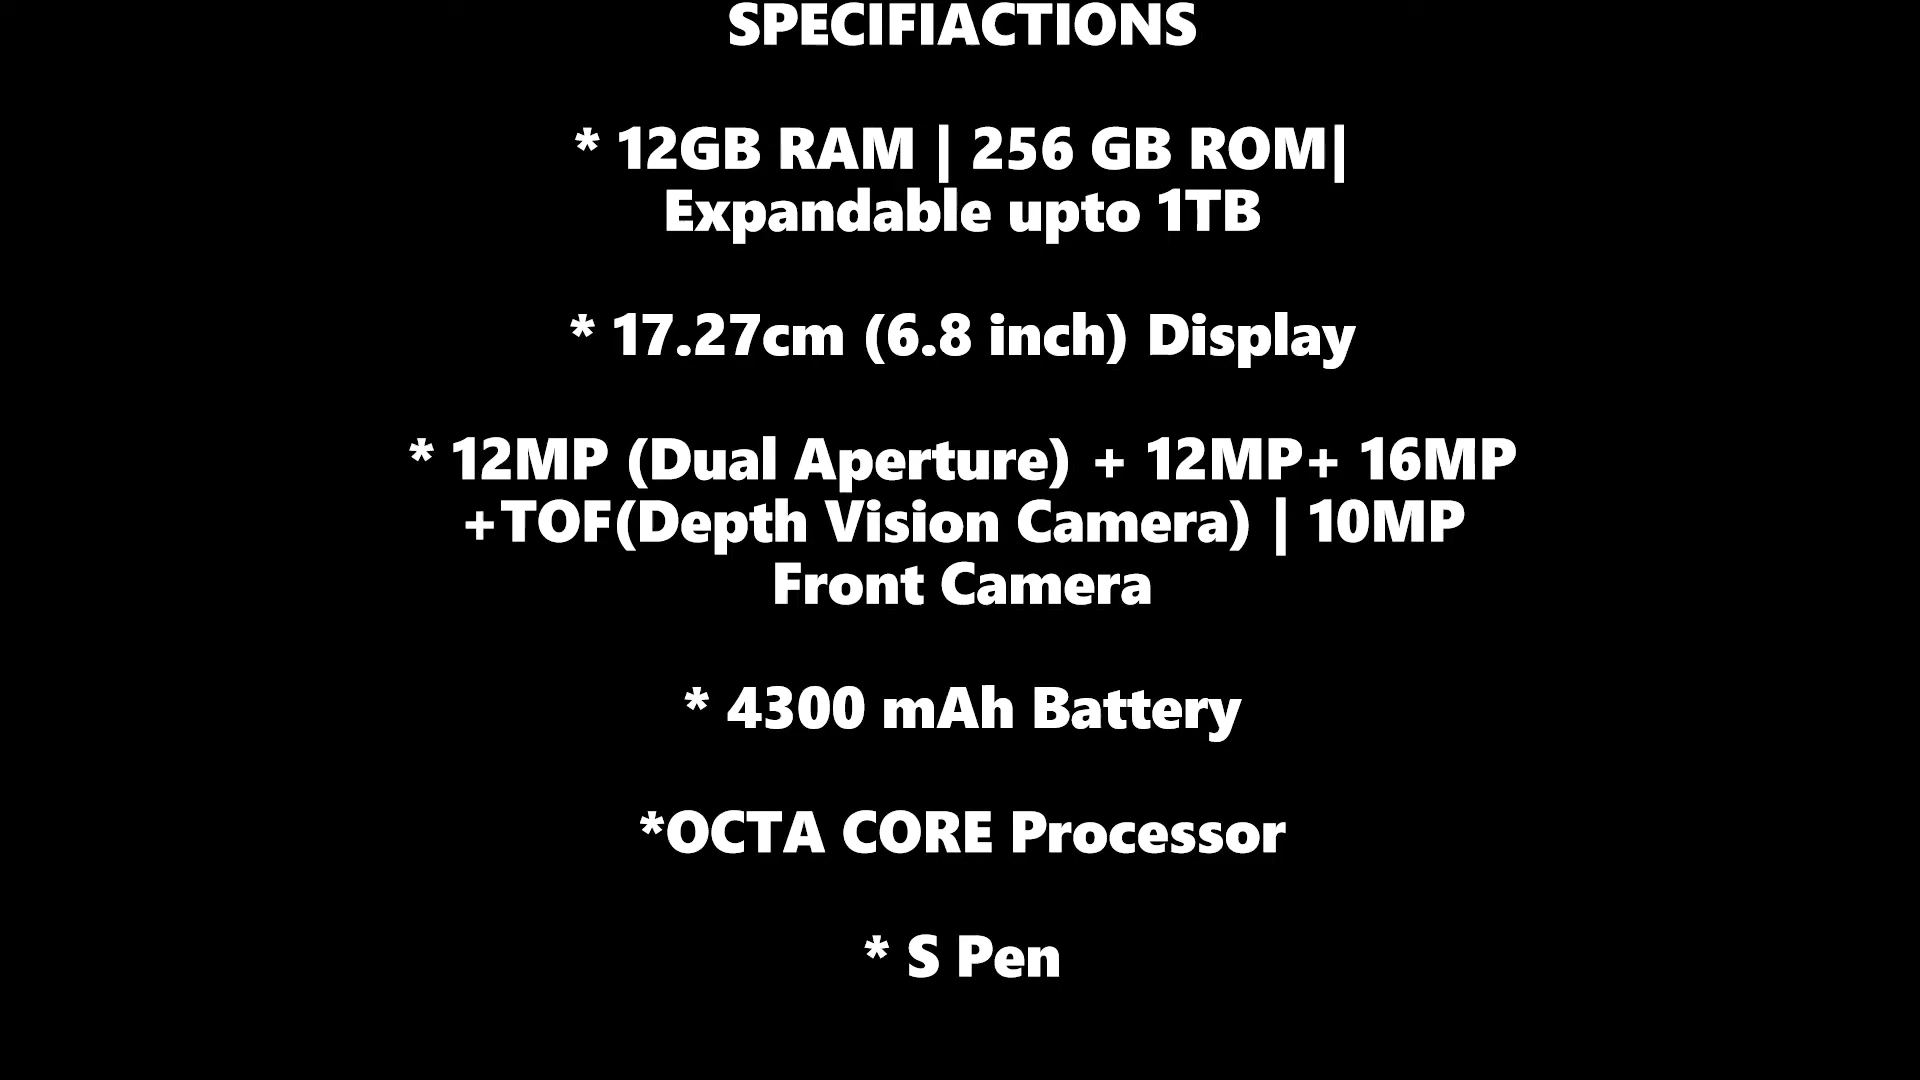 SPECIFIACTIONS
* 12GB RAM | 256 GB ROM|
Expandable upto 1TB
* 17.27cm (6.8 inch) Display
* 12MP (Dual Aperture) + 12MP+ 16MP
+TOF(Depth Vision Camera) | 10MP
Front Camera
* 4300 mAh Battery
*OCTA CORE Processor
* S Pen